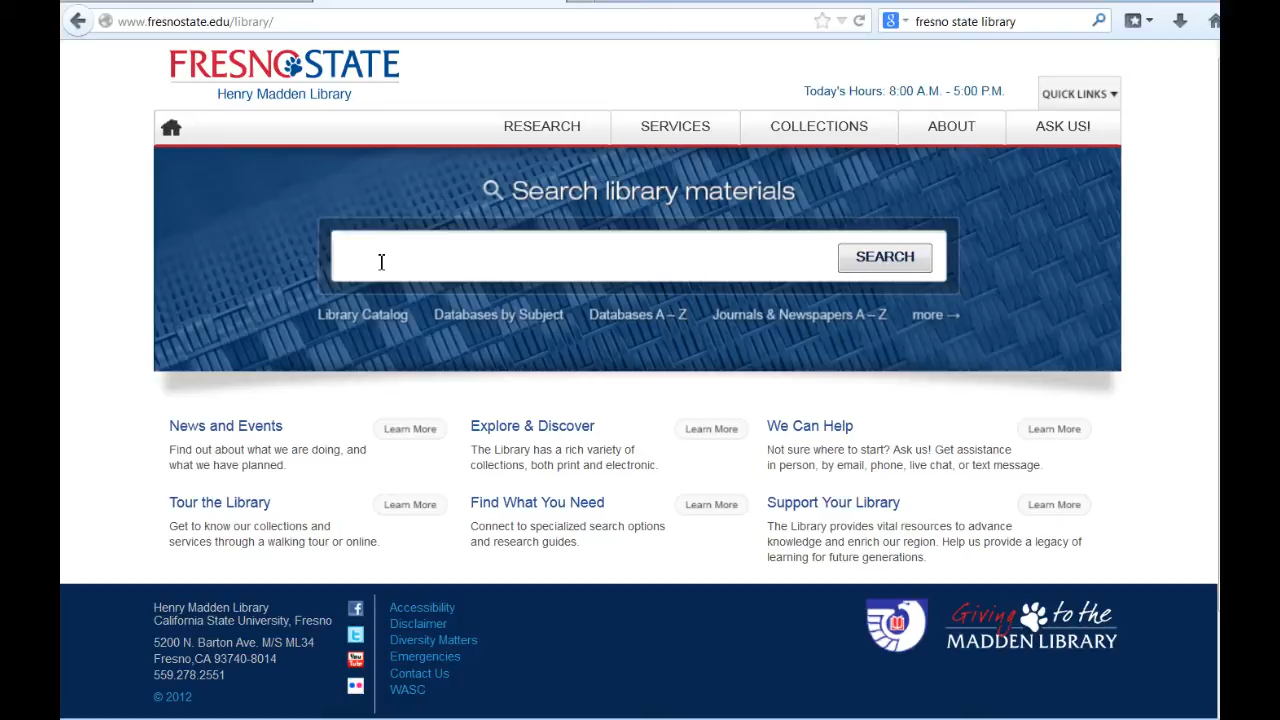 www.fresnostate.edu/library/
fresno state library
FRESNO STATE
Henry Madden Library
Today's Hours: 8:00 A.M. - 5:00 P.M.
QUICK LINKS
RESEARCH SERVICES COLLECTIONS ABOUT ASK US!
Search library materials
SEARCH
Library Catalog Databases by Subject Databases A – Z Journals & Newspapers A – Z more →
News and Events Learn More
Find out about what we are doing, and
what we have planned.
Explore & Discover Learn More
The Library has a rich variety of
collections, both print and electronic.
We Can Help Learn More
Not sure where to start? Ask us! Get assistance
in person, by email, phone, live chat, or text message.
Tour the Library Learn More
Get to know our collections and
services through a walking tour or online.
Find What You Need Learn More
Connect to specialized search options
and research guides.
Support Your Library Learn More
The Library provides vital resources to advance
knowledge and enrich our region. Help us provide a legacy of
learning for future generations.
Henry Madden Library
California State University, Fresno
5200 N. Barton Ave. M/S ML34
Fresno,CA 93740-8014
559.278.2551
© 2012
Accessibility
Disclaimer
Diversity Matters
Emergencies
Contact Us
WASC
Giving to the
MADDEN LIBRARY